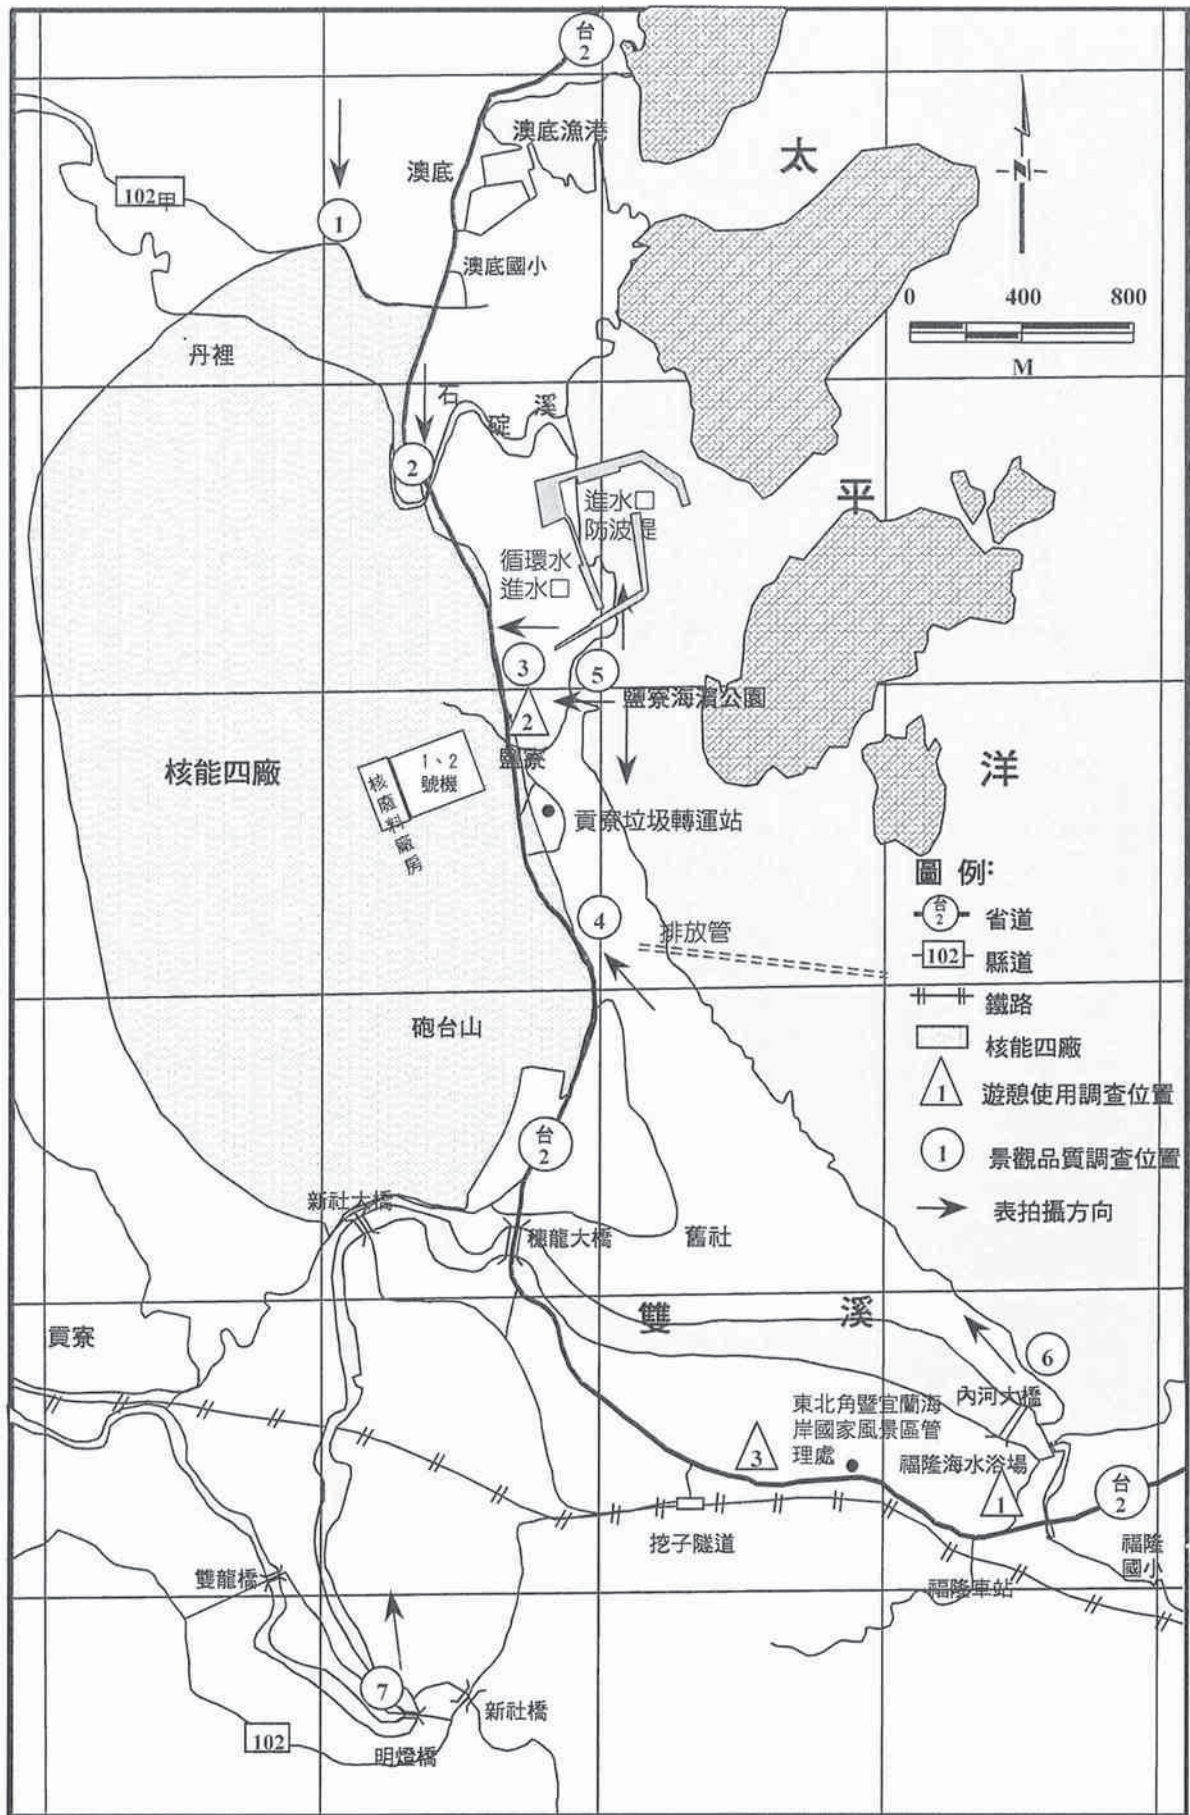 台
2
太
澳底漁港
澳底
102甲
1
澳底國小
N
0 400 800
M
丹裡
石
碇
溪
2
平
進水口
防波堤
循環水
進水口
3
5
鹽寮海濱公園
2
鹽寮
洋
核能四廠
1、2
號機
核廢料廠房
貢寮垃圾轉運站
圖 例:
台
2
省道
4
排放管
102
縣道
鐵路
砲台山
核能四廠
1
遊憩使用調查位置
台
2
1
景觀品質調查位置
表拍攝方向
新社大橋
穗龍大橋
舊社
雙
溪
貢寮
6
內河大橋
東北角暨宜蘭海
岸國家風景區管
理處
3
福隆海水浴場
1
台
2
挖子隧道
福隆
國小
雙龍橋
福隆車站
7
新社橋
102
明燈橋